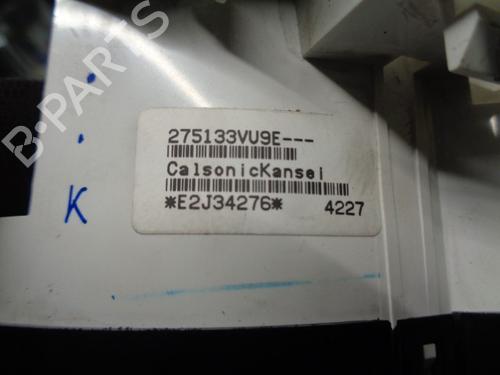 275133VU9E---
CalsonicKansei
*E2J34276* 4227
K
B-PARTS